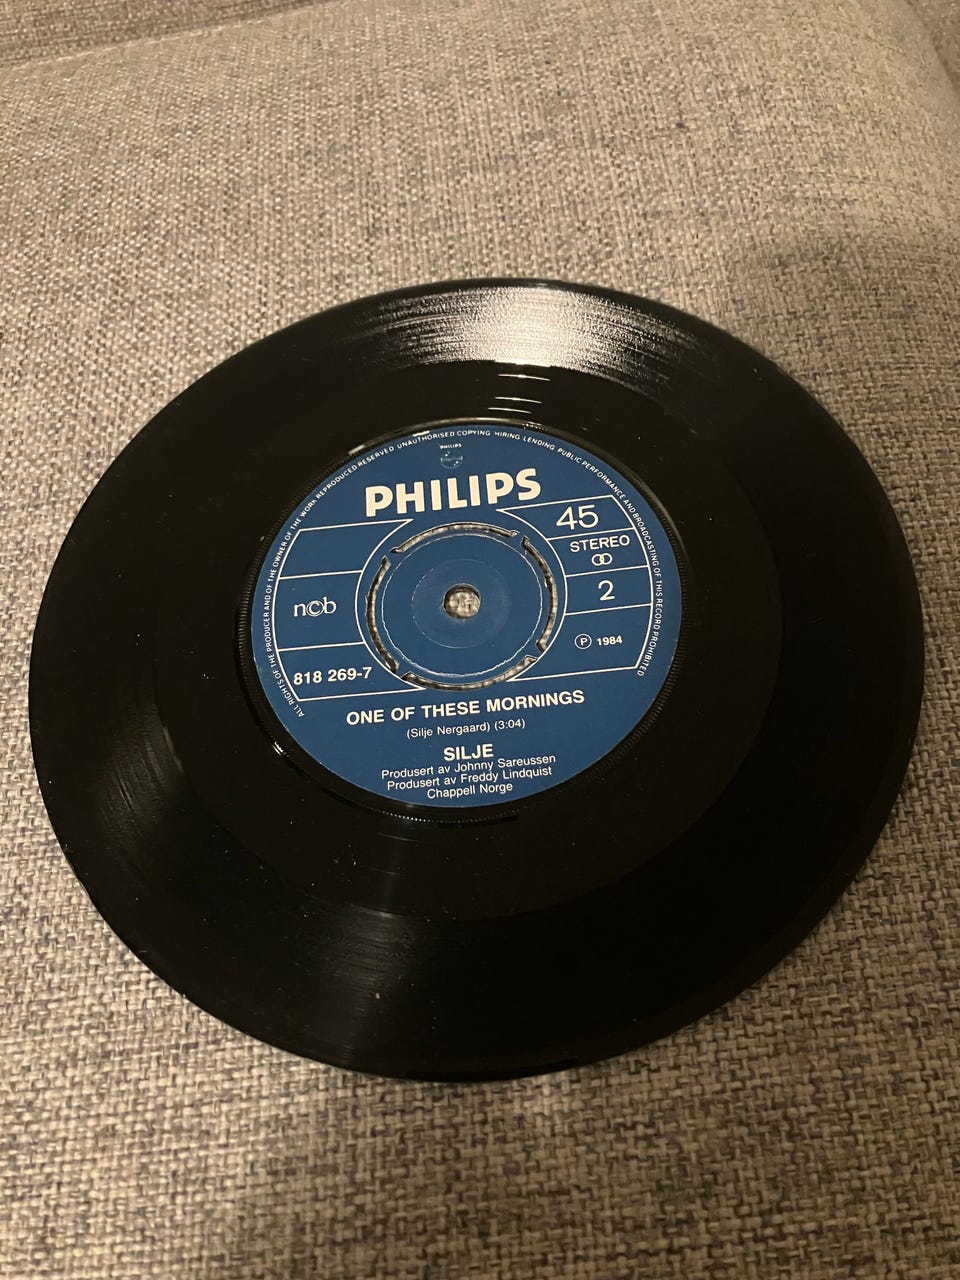 ALL RIGHTS OF THE PRODUCER AND OF THE OWNER OF THE WORK REPRODUCED RESERVED UNAUTHORISED COPYING HIRING LENDING PUBLIC PERFORMANCE AND BROADCASTING OF THIS RECORD PROHIBITED
PHILIPS
PHILIPS
45
STEREO
2
ncb
℗ 1984
818 269-7
ONE OF THESE MORNINGS
(Silje Nergaard) (3:04)
SILJE
Produsert av Johnny Sareussen
Produsert av Freddy Lindquist
Chappell Norge